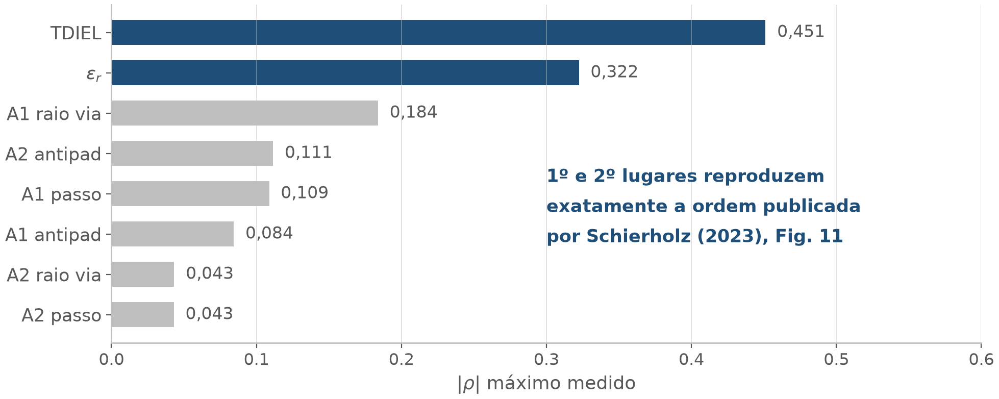 TDIEL 0,451
εr 0,322
A1 raio via 0,184
A2 antipad 0,111
A1 passo 0,109
A1 antipad 0,084
A2 raio via 0,043
A2 passo 0,043
1º e 2º lugares reproduzem
exatamente a ordem publicada
por Schierholz (2023), Fig. 11
0.0 0.1 0.2 0.3 0.4 0.5 0.6
|ρ| máximo medido